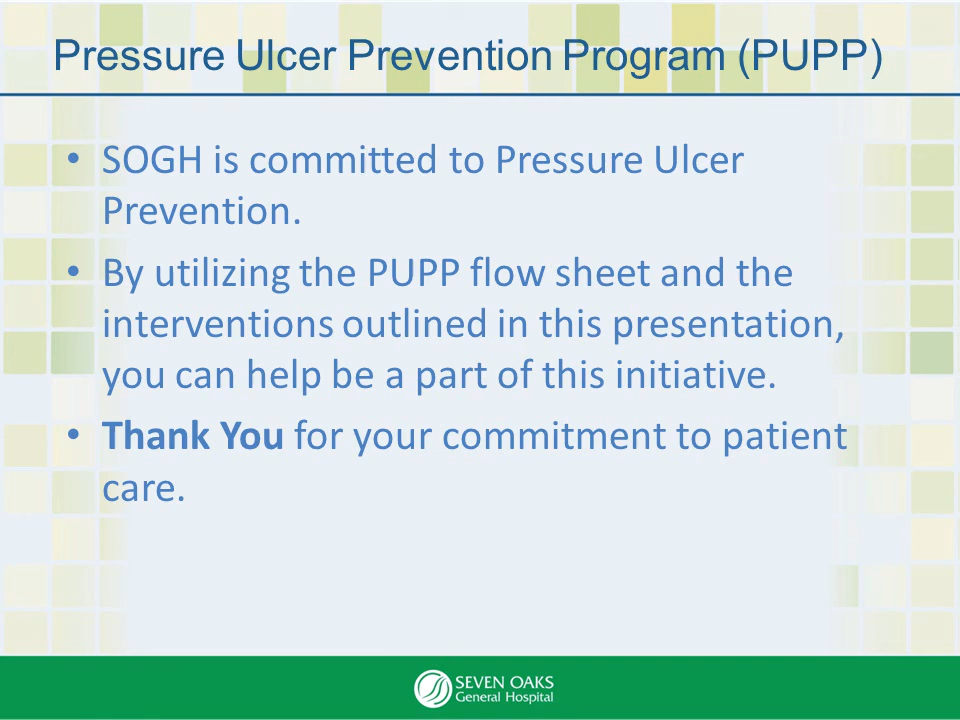 Pressure Ulcer Prevention Program (PUPP)
• SOGH is committed to Pressure Ulcer
Prevention.
• By utilizing the PUPP flow sheet and the
interventions outlined in this presentation,
you can help be a part of this initiative.
• Thank You for your commitment to patient
care.
SEVEN OAKS
General Hospital